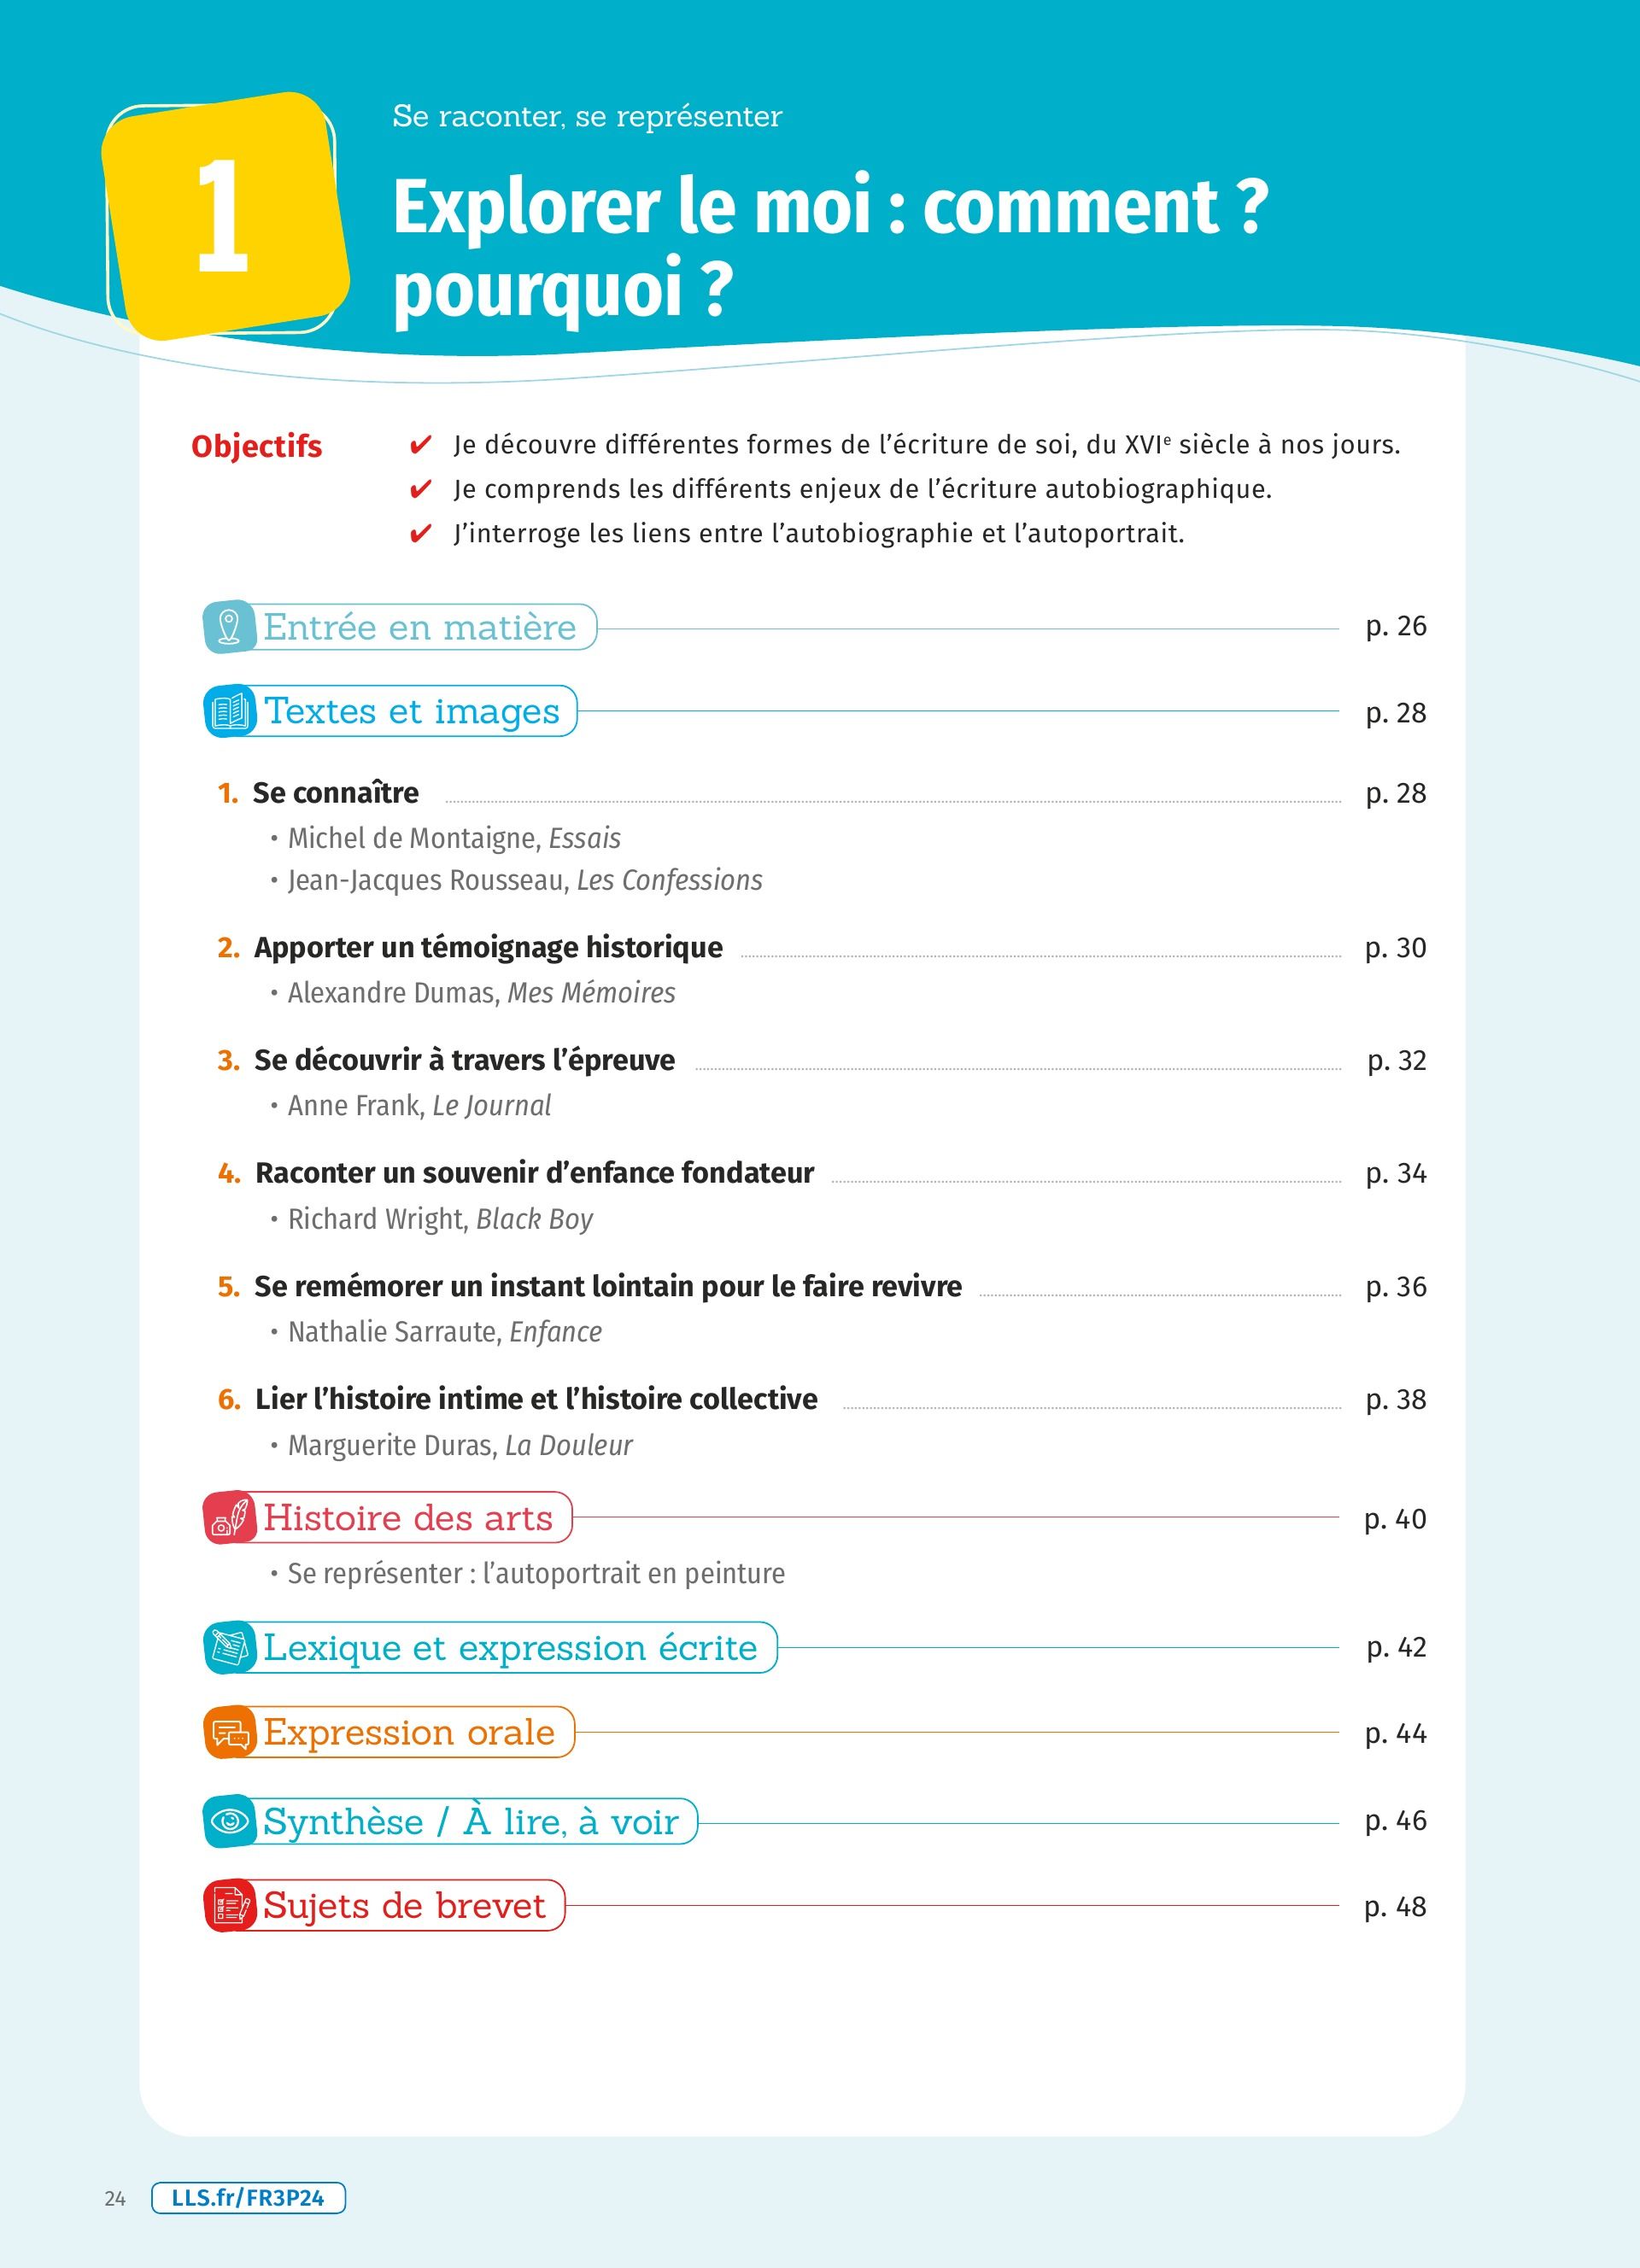 Se raconter, se représenter
1
Explorer le moi : comment ?
pourquoi ?
Objectifs
✔ Je découvre différentes formes de l’écriture de soi, du XVIe siècle à nos jours.
✔ Je comprends les différents enjeux de l’écriture autobiographique.
✔ J’interroge les liens entre l’autobiographie et l’autoportrait.
Entrée en matière p. 26
Textes et images p. 28
1. Se connaître p. 28
• Michel de Montaigne, Essais
• Jean-Jacques Rousseau, Les Confessions
2. Apporter un témoignage historique p. 30
• Alexandre Dumas, Mes Mémoires
3. Se découvrir à travers l’épreuve p. 32
• Anne Frank, Le Journal
4. Raconter un souvenir d’enfance fondateur p. 34
• Richard Wright, Black Boy
5. Se remémorer un instant lointain pour le faire revivre p. 36
• Nathalie Sarraute, Enfance
6. Lier l’histoire intime et l’histoire collective p. 38
• Marguerite Duras, La Douleur
Histoire des arts p. 40
• Se représenter : l’autoportrait en peinture
Lexique et expression écrite p. 42
Expression orale p. 44
Synthèse / À lire, à voir p. 46
Sujets de brevet p. 48
24 LLS.fr/FR3P24